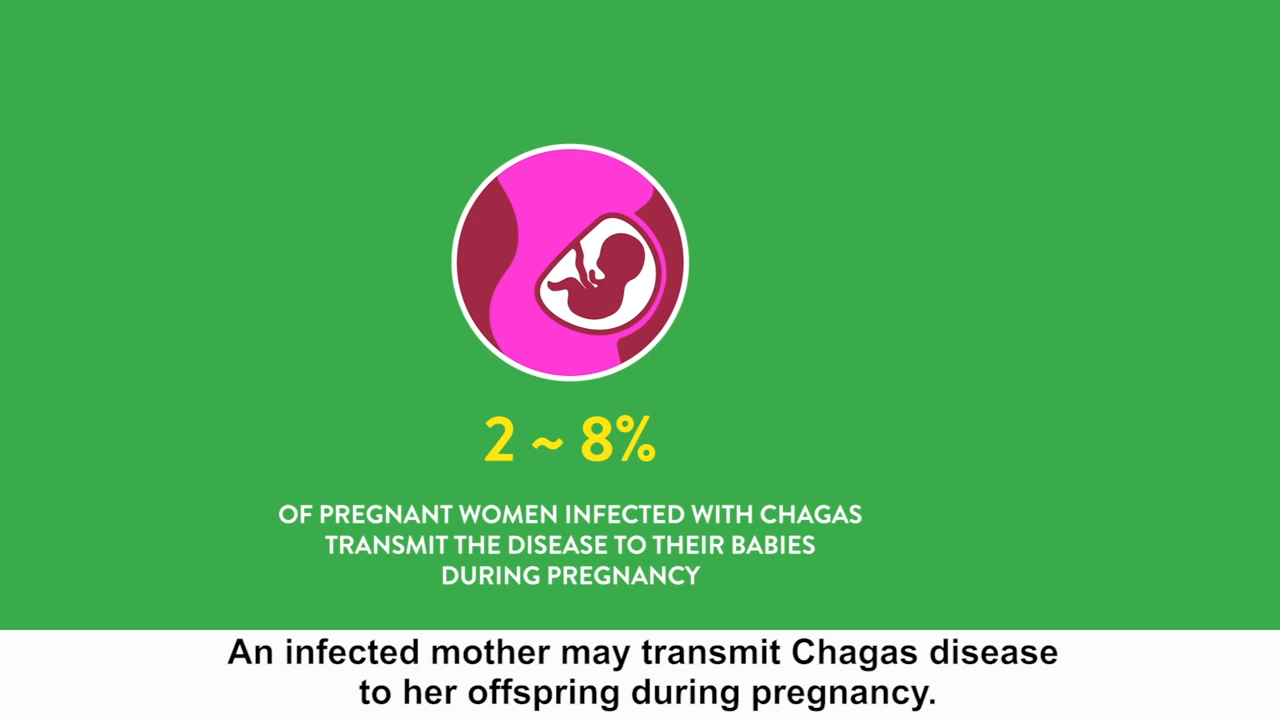 2 ~ 8%
OF PREGNANT WOMEN INFECTED WITH CHAGAS
TRANSMIT THE DISEASE TO THEIR BABIES
DURING PREGNANCY
An infected mother may transmit Chagas disease
to her offspring during pregnancy.